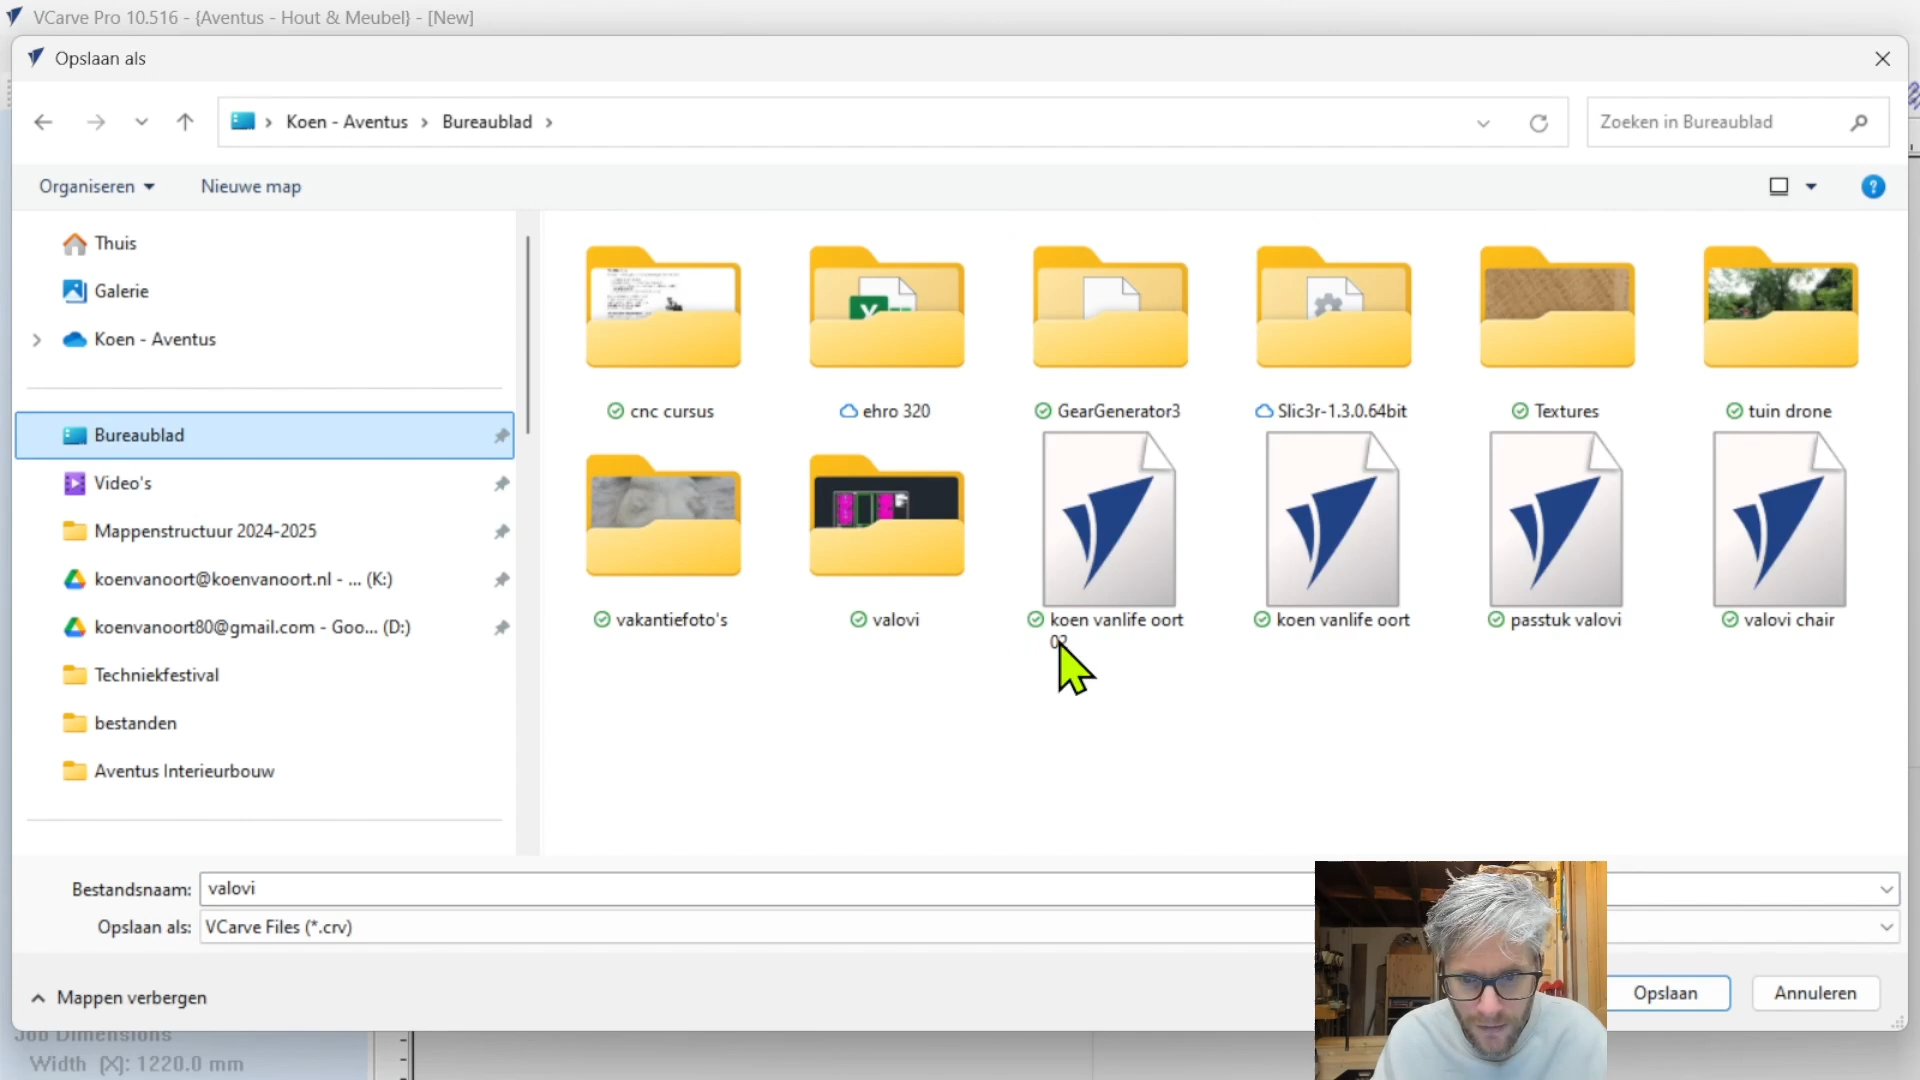 VCarve Pro 10.516 - {Aventus - Hout & Meubel} - [New]
Opslaan als
Koen - Aventus › Bureaublad ›
Zoeken in Bureaublad
Organiseren
Nieuwe map
Thuis
Galerie
Koen - Aventus
Bureaublad
Video's
Mappenstructuur 2024-2025
koenvanoort@koenvanoort.nl - ... (K:)
koenvanoort80@gmail.com - Goo... (D:)
Techniekfestival
bestanden
Aventus Interieurbouw
cnc cursus
ehro 320
GearGenerator3
Slic3r-1.3.0.64bit
Textures
tuin drone
vakantiefoto's
valovi
koen vanlife oort
koen vanlife oort
passtuk valovi
valovi chair
Bestandsnaam: valovi
Opslaan als: VCarve Files (*.crv)
Mappen verbergen
Opslaan
Annuleren
Job Dimensions
Width (X): 1220.0 mm